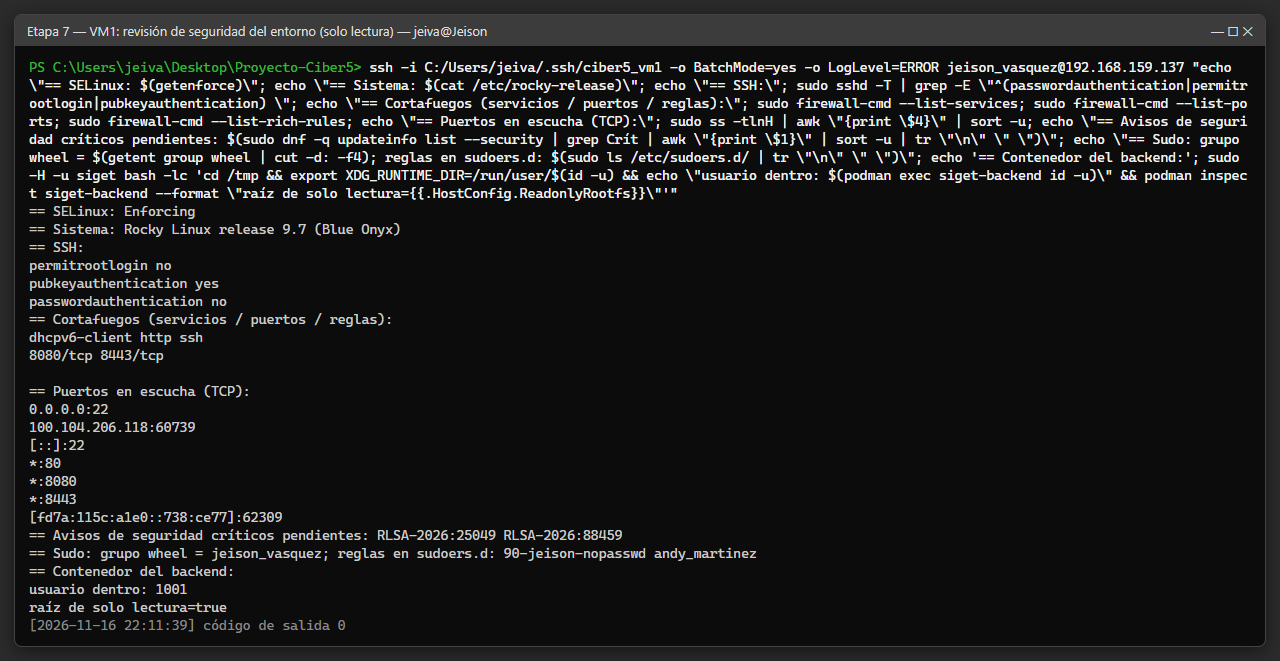 Etapa 7 — VM1: revisión de seguridad del entorno (solo lectura) — jeiva@Jeison
PS C:\Users\jeiva\Desktop\Proyecto-Ciber5> ssh -i C:/Users/jeiva/.ssh/ciber5_vm1 -o BatchMode=yes -o LogLevel=ERROR jeison_vasquez@192.168.159.137 "echo
\"== SELinux: $(getenforce)\"; echo \"== Sistema: $(cat /etc/rocky-release)\"; echo \"== SSH:\"; sudo sshd -T | grep -E \"^(passwordauthentication|permitr
ootlogin|pubkeyauthentication) \"; echo \"== Cortafuegos (servicios / puertos / reglas):\"; sudo firewall-cmd --list-services; sudo firewall-cmd --list-po
rts; sudo firewall-cmd --list-rich-rules; echo \"== Puertos en escucha (TCP):\"; sudo ss -tlnH | awk \"{print \$4}\" | sort -u; echo \"== Avisos de seguri
dad críticos pendientes: $(sudo dnf -q updateinfo list --security | grep Crít | awk \"{print \$1}\" | sort -u | tr \"\n\" \" \")\"; echo \"== Sudo: grupo
wheel = $(getent group wheel | cut -d: -f4); reglas en sudoers.d: $(sudo ls /etc/sudoers.d/ | tr \"\n\" \" \")\"; echo '== Contenedor del backend:'; sudo
-H -u siget bash -lc 'cd /tmp && export XDG_RUNTIME_DIR=/run/user/$(id -u) && echo \"usuario dentro: $(podman exec siget-backend id -u)\" && podman inspec
t siget-backend --format \"raíz de solo lectura={{.HostConfig.ReadonlyRootfs}}\"'"
== SELinux: Enforcing
== Sistema: Rocky Linux release 9.7 (Blue Onyx)
== SSH:
permitrootlogin no
pubkeyauthentication yes
passwordauthentication no
== Cortafuegos (servicios / puertos / reglas):
dhcpv6-client http ssh
8080/tcp 8443/tcp
== Puertos en escucha (TCP):
0.0.0.0:22
100.104.206.118:60739
[::]:22
*:80
*:8080
*:8443
[fd7a:115c:a1e0::738:ce77]:62309
== Avisos de seguridad críticos pendientes: RLSA-2026:25049 RLSA-2026:88459
== Sudo: grupo wheel = jeison_vasquez; reglas en sudoers.d: 90-jeison-nopasswd andy_martinez
== Contenedor del backend:
usuario dentro: 1001
raíz de solo lectura=true
[2026-11-16 22:11:39] código de salida 0